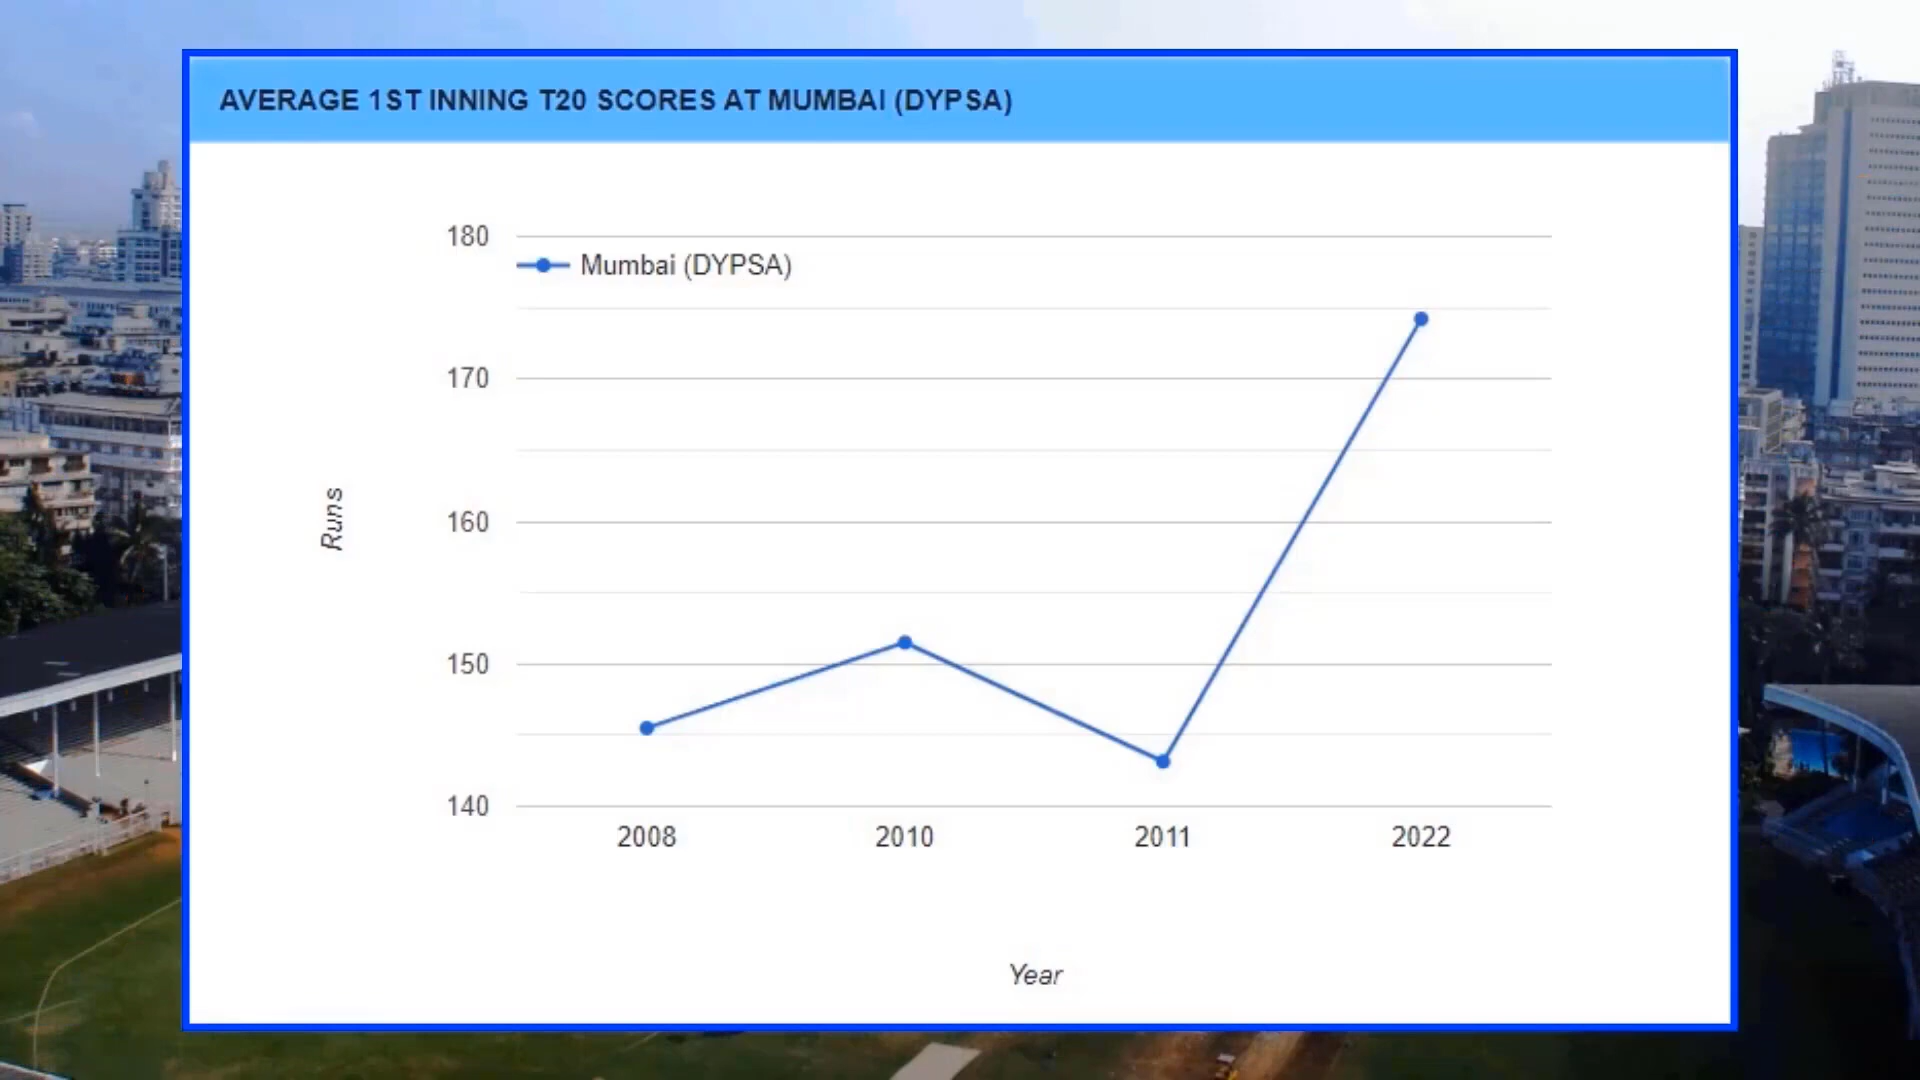 AVERAGE 1ST INNING T20 SCORES AT MUMBAI (DYPSA)
180
Mumbai (DYPSA)
170
160
Runs
150
140
2008 2010 2011 2022
Year